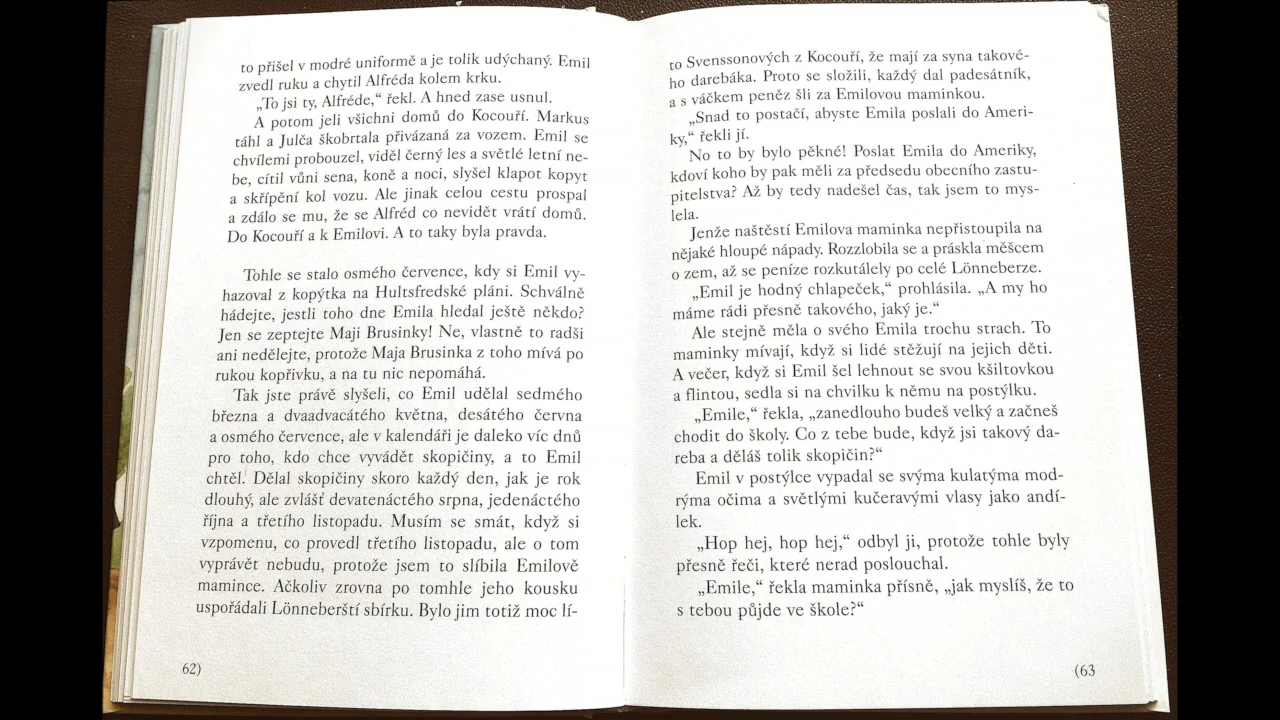 to přišel v modré uniformě a je tolik udýchaný. Emil
zvedl ruku a chytil Alfréda kolem krku.
„To jsi ty, Alfréde,“ řekl. A hned zase usnul.
A potom jeli všichni domů do Kocouří. Markus
táhl a Julča škobrtala přivázaná za vozem. Emil se
chvílemi probouzel, viděl černý les a světlé letní ne-
be, cítil vůni sena, koně a noci, slyšel klapot kopyt
a skřípění kol vozu. Ale jinak celou cestu prospal
a zdálo se mu, že se Alfréd co nevidět vrátí domů.
Do Kocouří a k Emilovi. A to taky byla pravda.
Tohle se stalo osmého července, kdy si Emil vy-
hazoval z kopýtka na Hultsfredské pláni. Schválně
hádejte, jestli toho dne Emila hledal ještě někdo?
Jen se zeptejte Maji Brusinky! Ne, vlastně to radši
ani nedělejte, protože Maja Brusinka z toho mívá po
rukou kopřivku, a na tu nic nepomáhá.
Tak jste právě slyšeli, co Emil udělal sedmého
března a dvaadvacátého května, desátého června
a osmého července, ale v kalendáři je daleko víc dnů
pro toho, kdo chce vyvádět skopičiny, a to Emil
chtěl. Dělal skopičiny skoro každý den, jak je rok
dlouhý, ale zvlášť devatenáctého srpna, jedenáctého
října a třetího listopadu. Musím se smát, když si
vzpomenu, co provedl třetího listopadu, ale o tom
vyprávět nebudu, protože jsem to slíbila Emilově
mamince. Ačkoliv zrovna po tomhle jeho kousku
uspořádali Lönneberští sbírku. Bylo jim totiž moc lí-
62)
to Svenssonových z Kocouří, že mají za syna takové-
ho darebáka. Proto se složili, každý dal padesátník,
a s váčkem peněz šli za Emilovou maminkou.
„Snad to postačí, abyste Emila poslali do Ameri-
ky,“ řekli jí.
No to by bylo pěkné! Poslat Emila do Ameriky,
kdoví koho by pak měli za předsedu obecního zastu-
pitelstva? Až by tedy nadešel čas, tak jsem to mys-
lela.
Jenže naštěstí Emilova maminka nepřistoupila na
nějaké hloupé nápady. Rozzlobila se a práskla měšcem
o zem, až se peníze rozkutálely po celé Lönneberze.
„Emil je hodný chlapeček,“ prohlásila. „A my ho
máme rádi přesně takového, jaký je.“
Ale stejně měla o svého Emila trochu strach. To
maminky mívají, když si lidé stěžují na jejich děti.
A večer, když si Emil šel lehnout se svou kšiltovkou
a flintou, sedla si na chvilku k němu na postýlku.
„Emile,“ řekla, „zanedlouho budeš velký a začneš
chodit do školy. Co z tebe bude, když jsi takový da-
reba a děláš tolik skopičin?“
Emil v postýlce vypadal se svýma kulatýma mod-
rýma očima a světlými kučeravými vlasy jako andí-
lek.
„Hop hej, hop hej,“ odbyl ji, protože tohle byly
přesně řeči, které nerad poslouchal.
„Emile,“ řekla maminka přísně, „jak myslíš, že to
s tebou půjde ve škole?“
(63